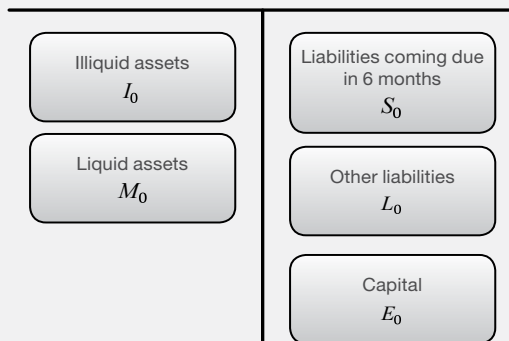 Illiquid assets
I₀
Liquid assets
M₀
Liabilities coming due
in 6 months
S₀
Other liabilities
L₀
Capital
E₀